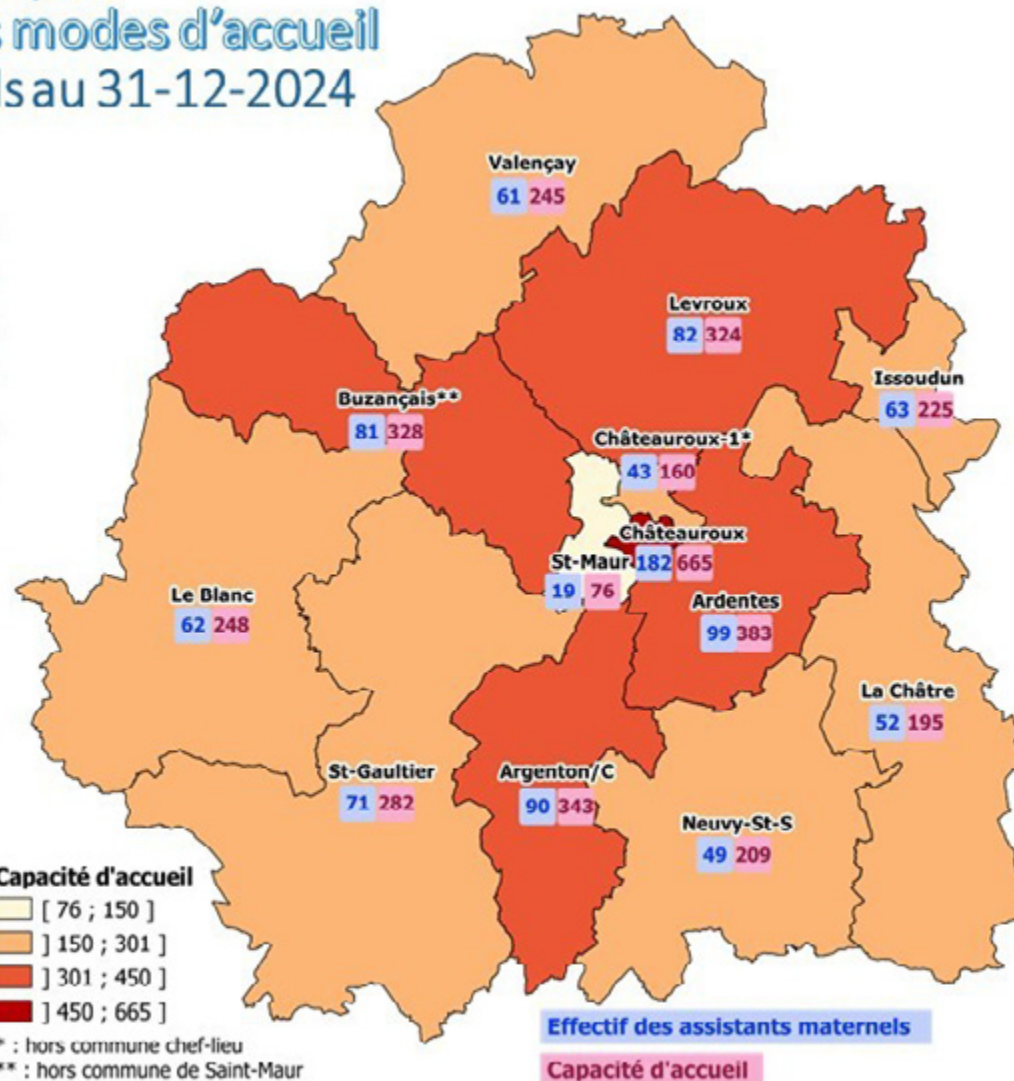 s modes d'accueil
ls au 31-12-2024
Valençay
61 245
Levroux
82 324
Issoudun
63 225
Buzançais**
81 328
Châteauroux-1*
43 160
Châteauroux
182 665
St-Maur
19 76
Le Blanc
62 248
Ardentes
99 383
La Châtre
52 195
St-Gaultier
71 282
Argenton/C
90 343
Neuvy-St-S
49 209
Capacité d'accueil
[ 76 ; 150 ]
] 150 ; 301 ]
] 301 ; 450 ]
] 450 ; 665 ]
* : hors commune chef-lieu
** : hors commune de Saint-Maur
Effectif des assistants maternels
Capacité d'accueil